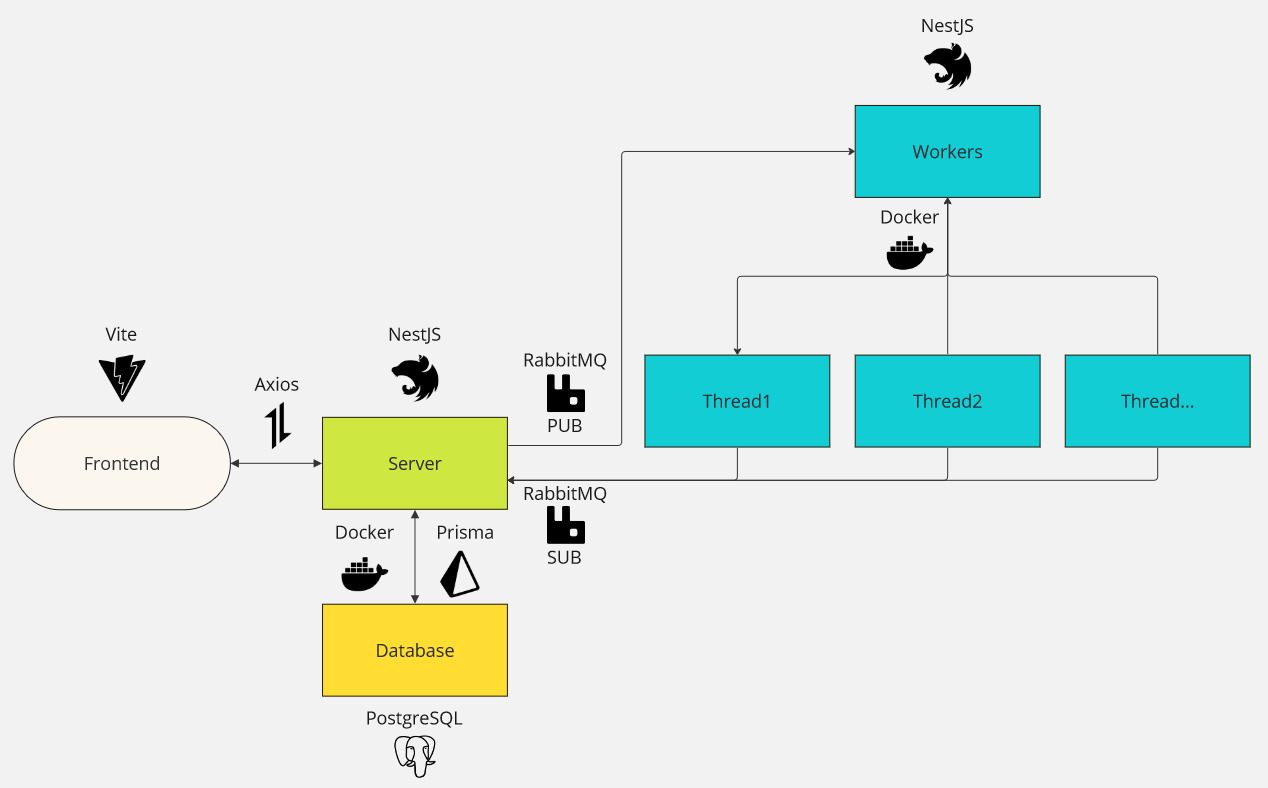 NestJS
Workers
Docker
Vite
NestJS
RabbitMQ
PUB
Axios
Thread1
Thread2
Thread...
Frontend
Server
RabbitMQ
SUB
Docker
Prisma
Database
PostgreSQL